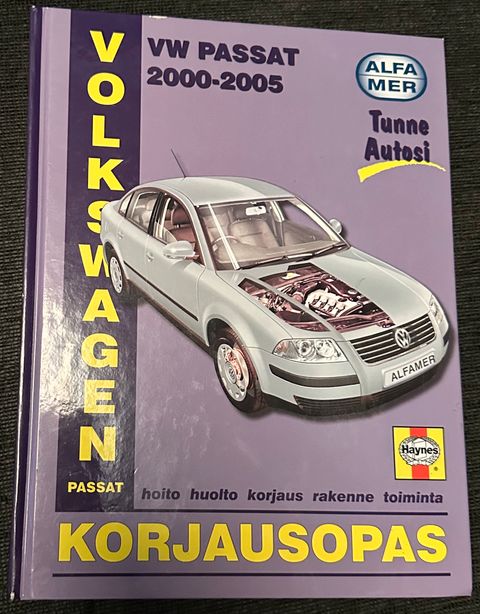 VOLKSWAGEN
PASSAT
VW PASSAT
2000-2005
ALFA
MER
Tunne
Autosi
ALFAMER
Haynes
hoito huolto korjaus rakenne toiminta
KORJAUSOPAS